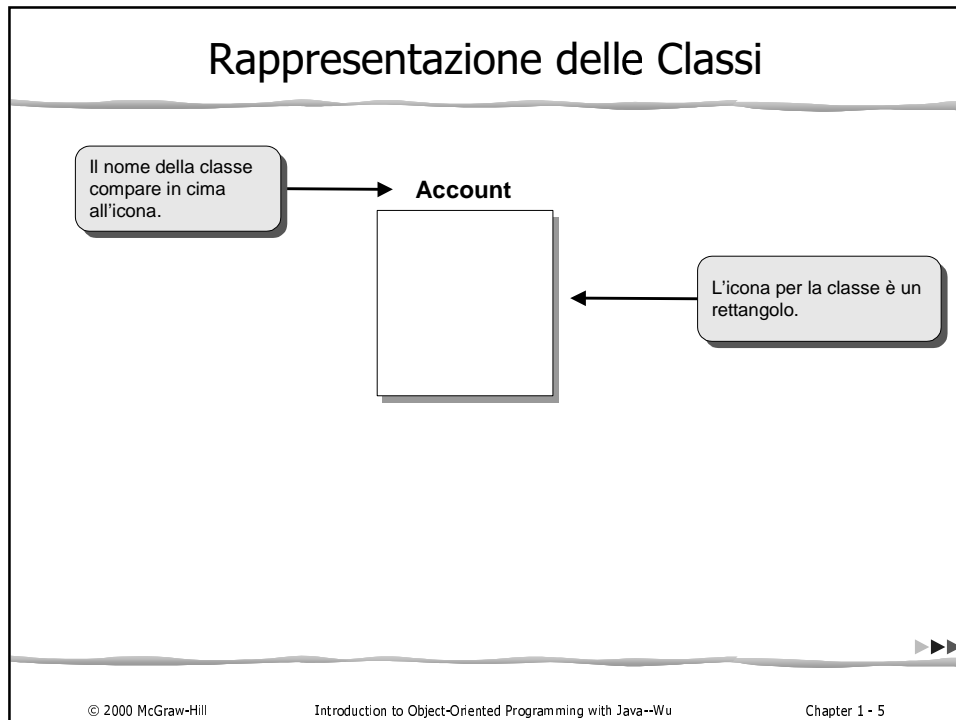 Rappresentazione delle Classi
Il nome della classe
compare in cima
all'icona.
Account
L'icona per la classe è un
rettangolo.
© 2000 McGraw-Hill
Introduction to Object-Oriented Programming with Java--Wu
Chapter 1 - 5